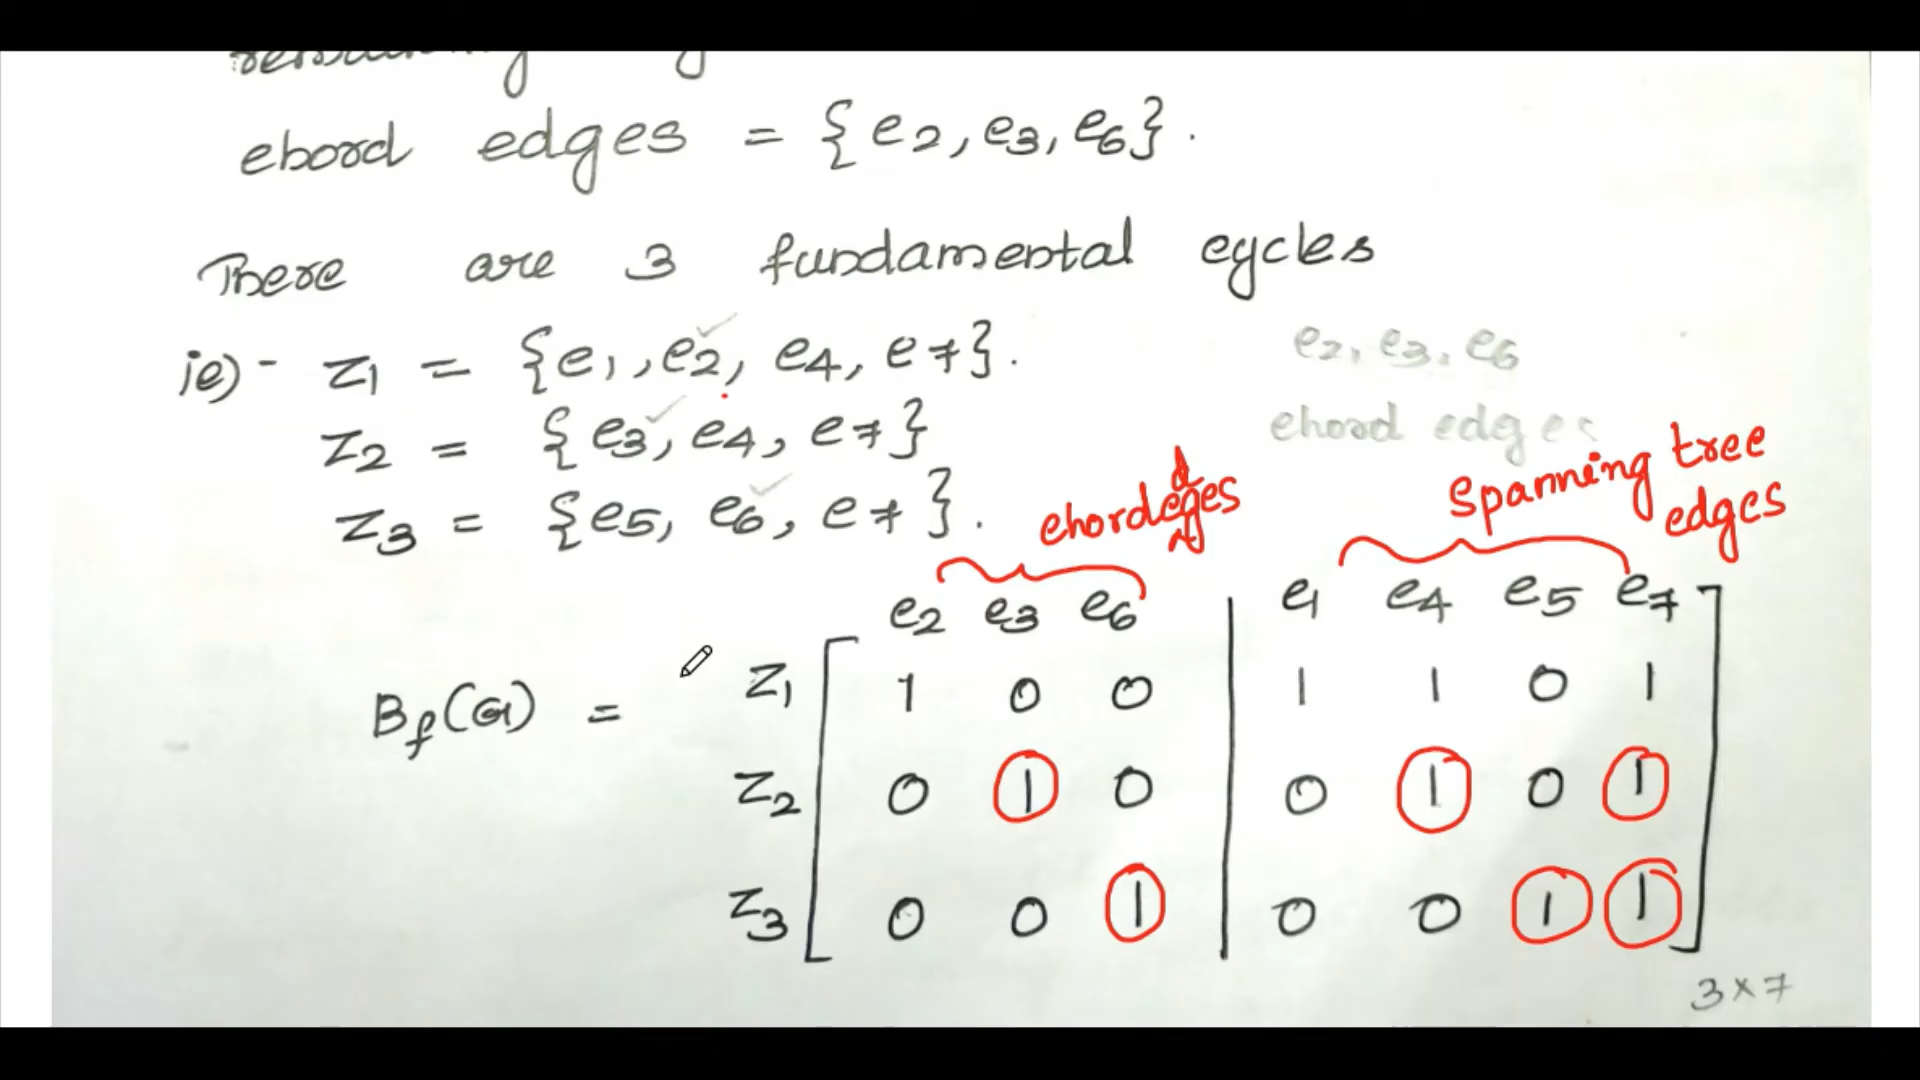 chord edges = {e2, e3, e6}.
There are 3 fundamental cycles
ie)- Z1 = {e1, e2, e4, e7}.
Z2 = {e3, e4, e7}
Z3 = {e5, e6, e7}.
e2, e3, e6
chord edges
chord edges
spanning tree
edges
e2 e3 e6 e1 e4 e5 e7
Bf(G) = Z1 1 0 0 1 1 0 1
Z2 0 1 0 0 1 0 1
Z3 0 0 1 0 0 1 1
3×7